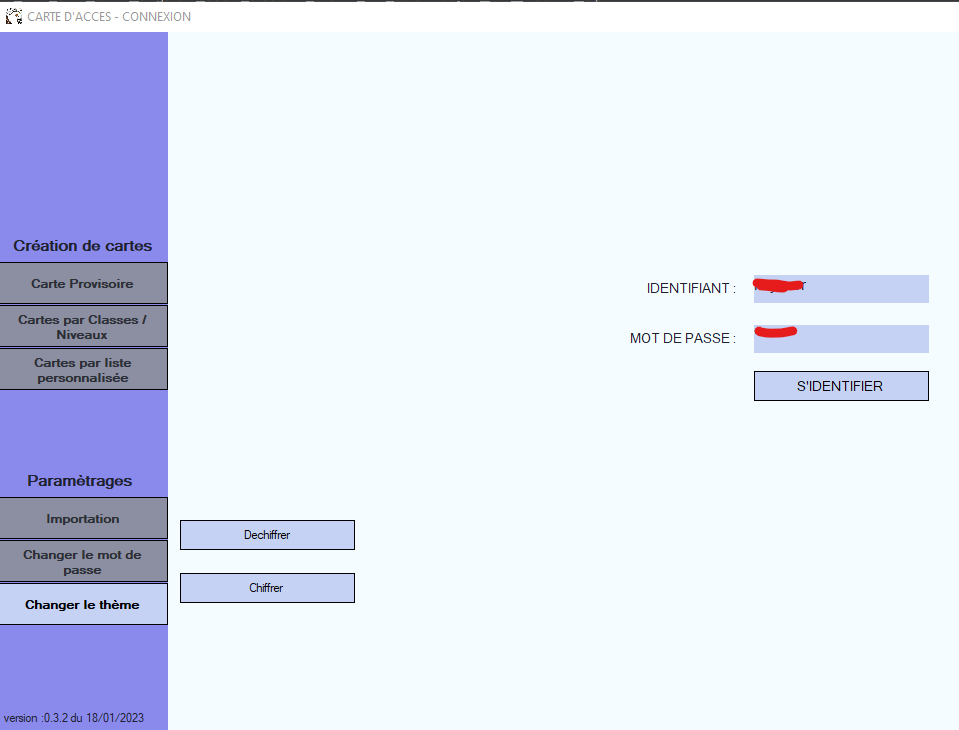 CARTE D'ACCES - CONNEXION
Création de cartes
Carte Provisoire
Cartes par Classes /
Niveaux
Cartes par liste
personnalisée
IDENTIFIANT :
MOT DE PASSE :
S'IDENTIFIER
Paramètrages
Importation
Changer le mot de
passe
Changer le thème
Dechiffrer
Chiffrer
version :0.3.2 du 18/01/2023